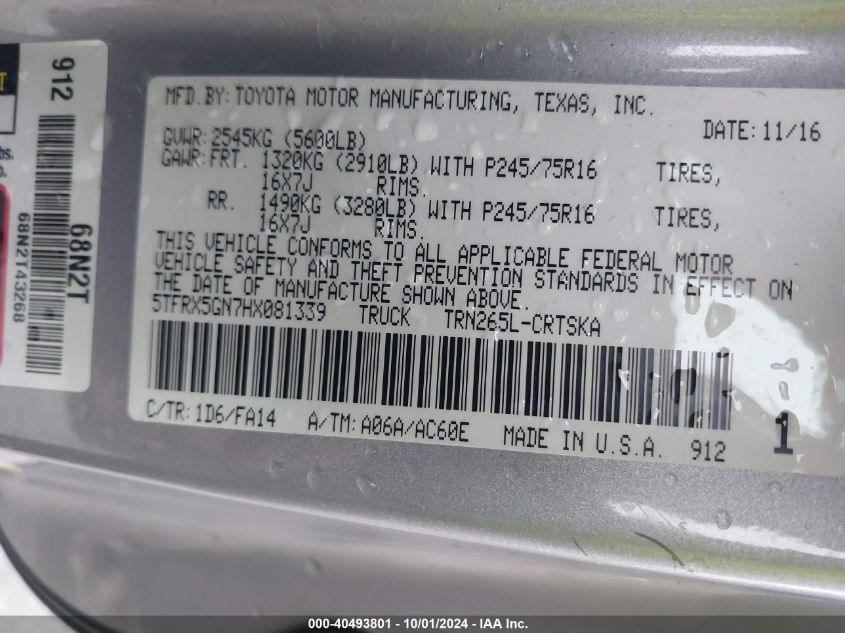 912
68N2T
68N2T43268
T
bs.
b.
MFD.BY:TOYOTA MOTOR MANUFACTURING, TEXAS, INC.
DATE:11/16
GVWR:2545KG (5600LB)
GAWR:FRT. 1320KG (2910LB) WITH P245/75R16 TIRES,
16X7J RIMS.
RR. 1490KG (3280LB) WITH P245/75R16 TIRES,
16X7J RIMS.
THIS VEHICLE CONFORMS TO ALL APPLICABLE FEDERAL MOTOR
VEHICLE SAFETY AND THEFT PREVENTION STANDARDS IN EFFECT ON
THE DATE OF MANUFACTURE SHOWN ABOVE.
5TFRX5GN7HX081339 TRUCK TRN265L-CRTSKA
C/TR:1D6/FA14 A/TM:A06A/AC60E MADE IN U.S.A. 912 1
000-40493801 - 10/01/2024 - IAA Inc.